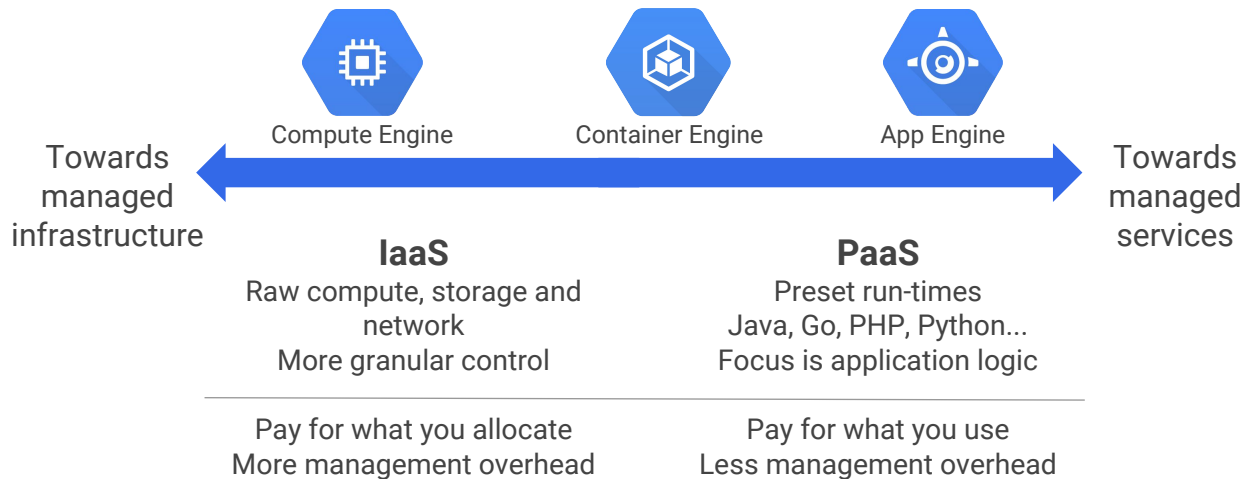 Compute Engine
Container Engine
App Engine
Towards
managed
infrastructure
Towards
managed
services
IaaS
Raw compute, storage and
network
More granular control
PaaS
Preset run-times
Java, Go, PHP, Python...
Focus is application logic
Pay for what you allocate
More management overhead
Pay for what you use
Less management overhead